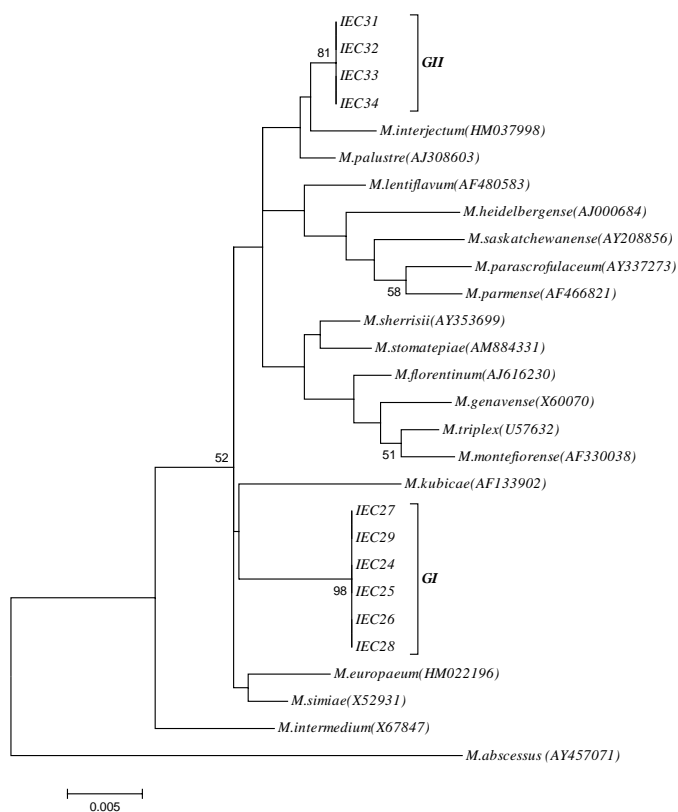 IEC31
81
IEC32
GII
IEC33
IEC34
M.interjectum(HM037998)
M.palustre(AJ308603)
M.lentiflavum(AF480583)
M.heidelbergense(AJ000684)
M.saskatchewanense(AY208856)
M.parascrofulaceum(AY337273)
58
M.parmense(AF466821)
M.sherrisii(AY353699)
M.stomatepiae(AM884331)
M.florentinum(AJ616230)
M.genavense(X60070)
M.triplex(U57632)
51
M.montefiorense(AF330038)
52
M.kubicae(AF133902)
IEC27
IEC29
IEC24
GI
98
IEC25
IEC26
IEC28
M.europaeum(HM022196)
M.simiae(X52931)
M.intermedium(X67847)
M.abscessus (AY457071)
0.005